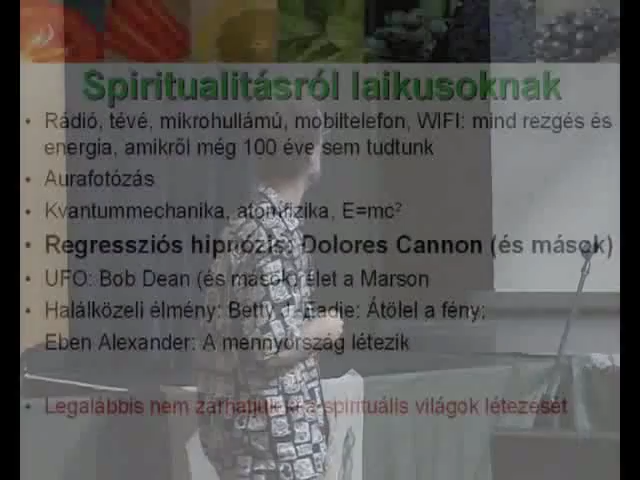 Spiritualitásról laikusoknak
• Rádió, tévé, mikrohullámú, mobiltelefon, WIFI: mind rezgés és
energia, amikről még 100 éve sem tudtunk
• Aurafotózás
• Kvantummechanika, atomfizika, E=mc²
• Regressziós hipnózis: Dolores Cannon (és mások)
• UFO: Bob Dean (és mások) élet a Marson
• Halálközeli élmény: Betty J. Eadie: Átölel a fény;
Eben Alexander: A mennyország létezik
• Legalábbis nem zárhatjuk ki a spirituális világok létezését